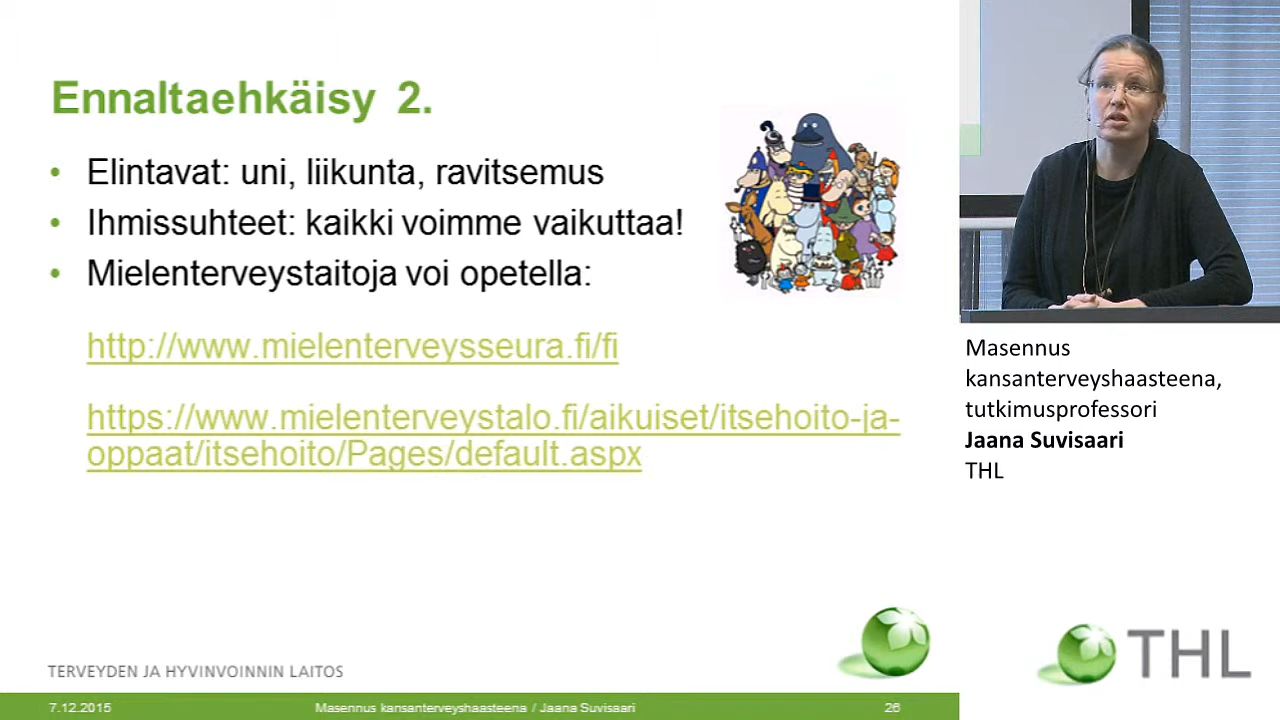 Ennaltaehkäisy 2.
• Elintavat: uni, liikunta, ravitsemus
• Ihmissuhteet: kaikki voimme vaikuttaa!
• Mielenterveystaitoja voi opetella:
http://www.mielenterveysseura.fi/fi
https://www.mielenterveystalo.fi/aikuiset/itsehoito-ja-
oppaat/itsehoito/Pages/default.aspx
TERVEYDEN JA HYVINVOINNIN LAITOS
7.12.2015
Masennus kansanterveyshaasteena / Jaana Suvisaari
26
Masennus
kansanterveyshaasteena,
tutkimusprofessori
Jaana Suvisaari
THL
THL